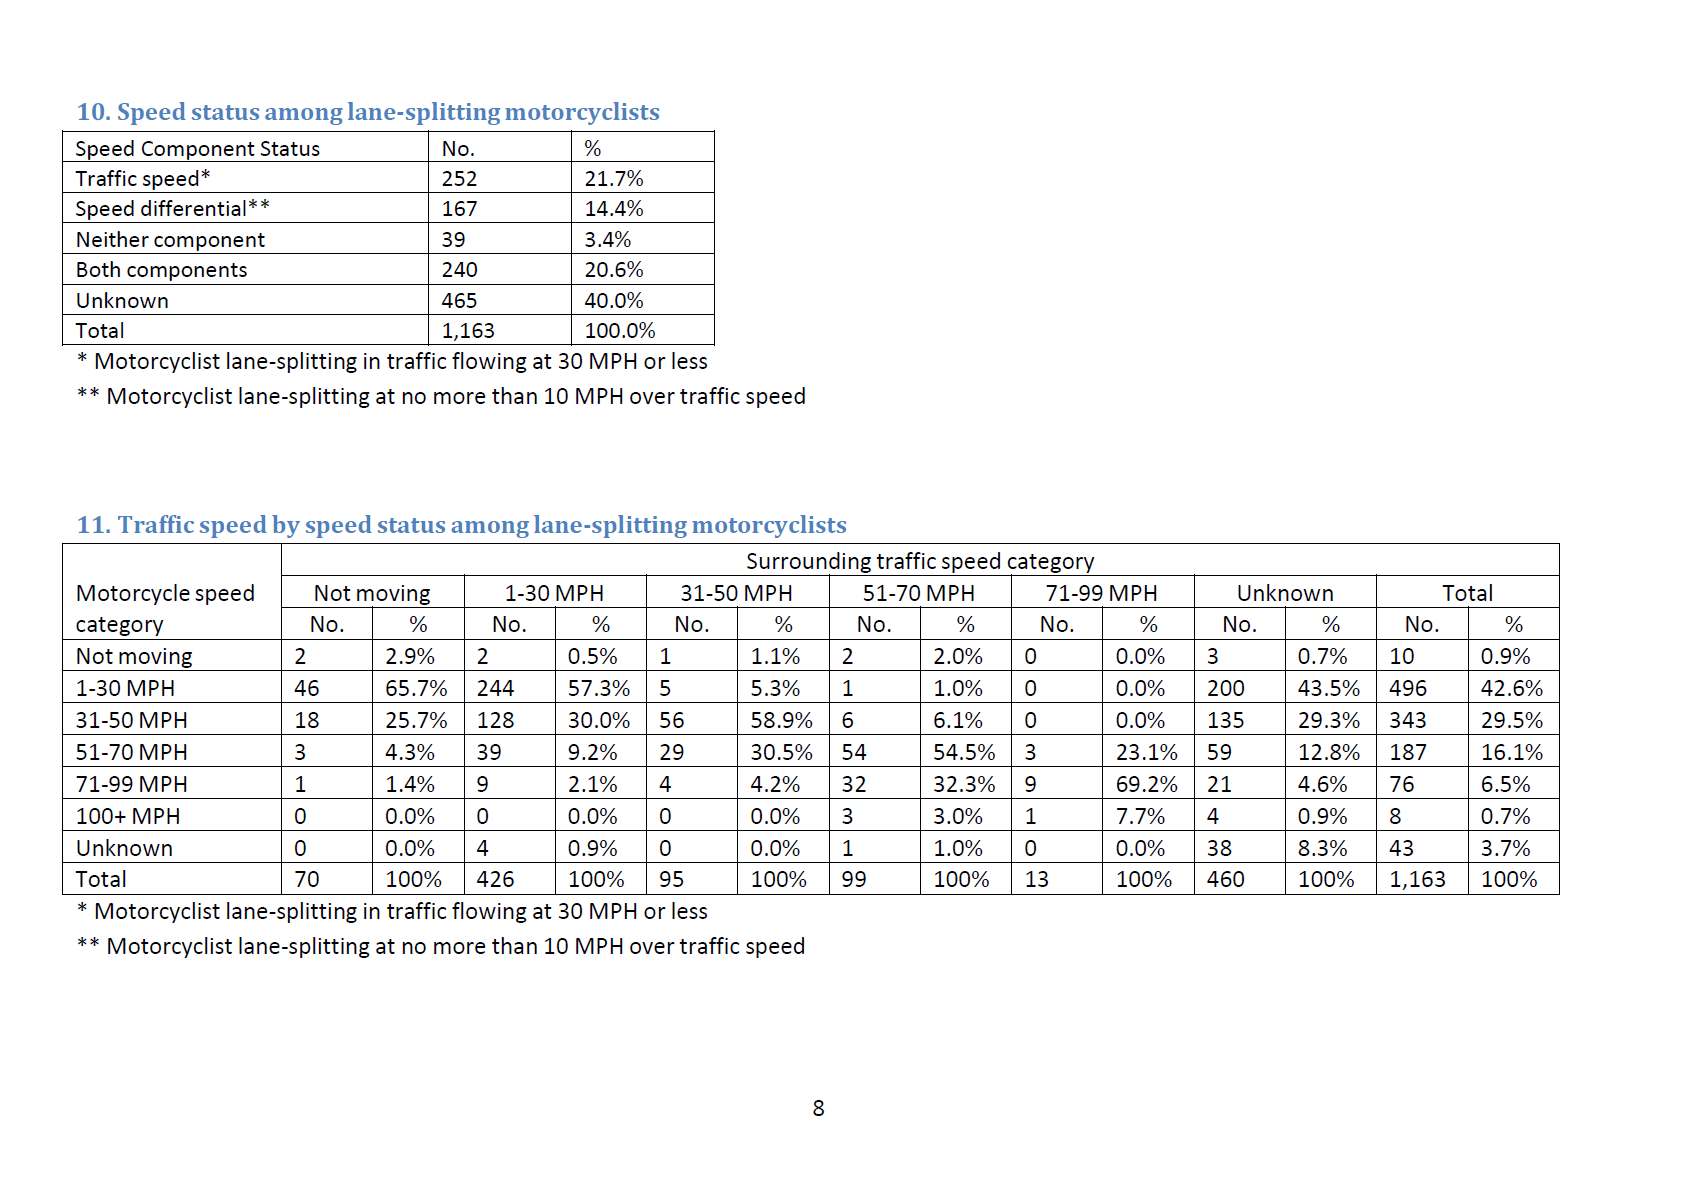 10. Speed status among lane-splitting motorcyclists
Speed Component Status No. %
Traffic speed* 252 21.7%
Speed differential** 167 14.4%
Neither component 39 3.4%
Both components 240 20.6%
Unknown 465 40.0%
Total 1,163 100.0%
* Motorcyclist lane-splitting in traffic flowing at 30 MPH or less
** Motorcyclist lane-splitting at no more than 10 MPH over traffic speed
11. Traffic speed by speed status among lane-splitting motorcyclists
Surrounding traffic speed category
Motorcycle speed Not moving 1-30 MPH 31-50 MPH 51-70 MPH 71-99 MPH Unknown Total
category No. % No. % No. % No. % No. % No. % No. %
Not moving 2 2.9% 2 0.5% 1 1.1% 2 2.0% 0 0.0% 3 0.7% 10 0.9%
1-30 MPH 46 65.7% 244 57.3% 5 5.3% 1 1.0% 0 0.0% 200 43.5% 496 42.6%
31-50 MPH 18 25.7% 128 30.0% 56 58.9% 6 6.1% 0 0.0% 135 29.3% 343 29.5%
51-70 MPH 3 4.3% 39 9.2% 29 30.5% 54 54.5% 3 23.1% 59 12.8% 187 16.1%
71-99 MPH 1 1.4% 9 2.1% 4 4.2% 32 32.3% 9 69.2% 21 4.6% 76 6.5%
100+ MPH 0 0.0% 0 0.0% 0 0.0% 3 3.0% 1 7.7% 4 0.9% 8 0.7%
Unknown 0 0.0% 4 0.9% 0 0.0% 1 1.0% 0 0.0% 38 8.3% 43 3.7%
Total 70 100% 426 100% 95 100% 99 100% 13 100% 460 100% 1,163 100%
* Motorcyclist lane-splitting in traffic flowing at 30 MPH or less
** Motorcyclist lane-splitting at no more than 10 MPH over traffic speed
8